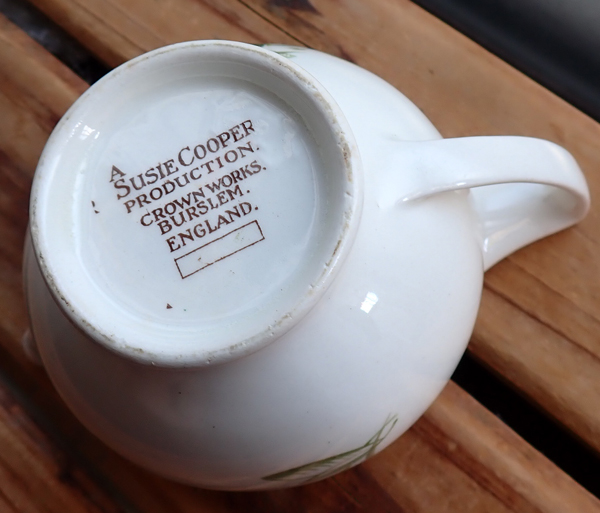 A
SUSIE COOPER
PRODUCTION.
CROWN WORKS.
BURSLEM.
ENGLAND.